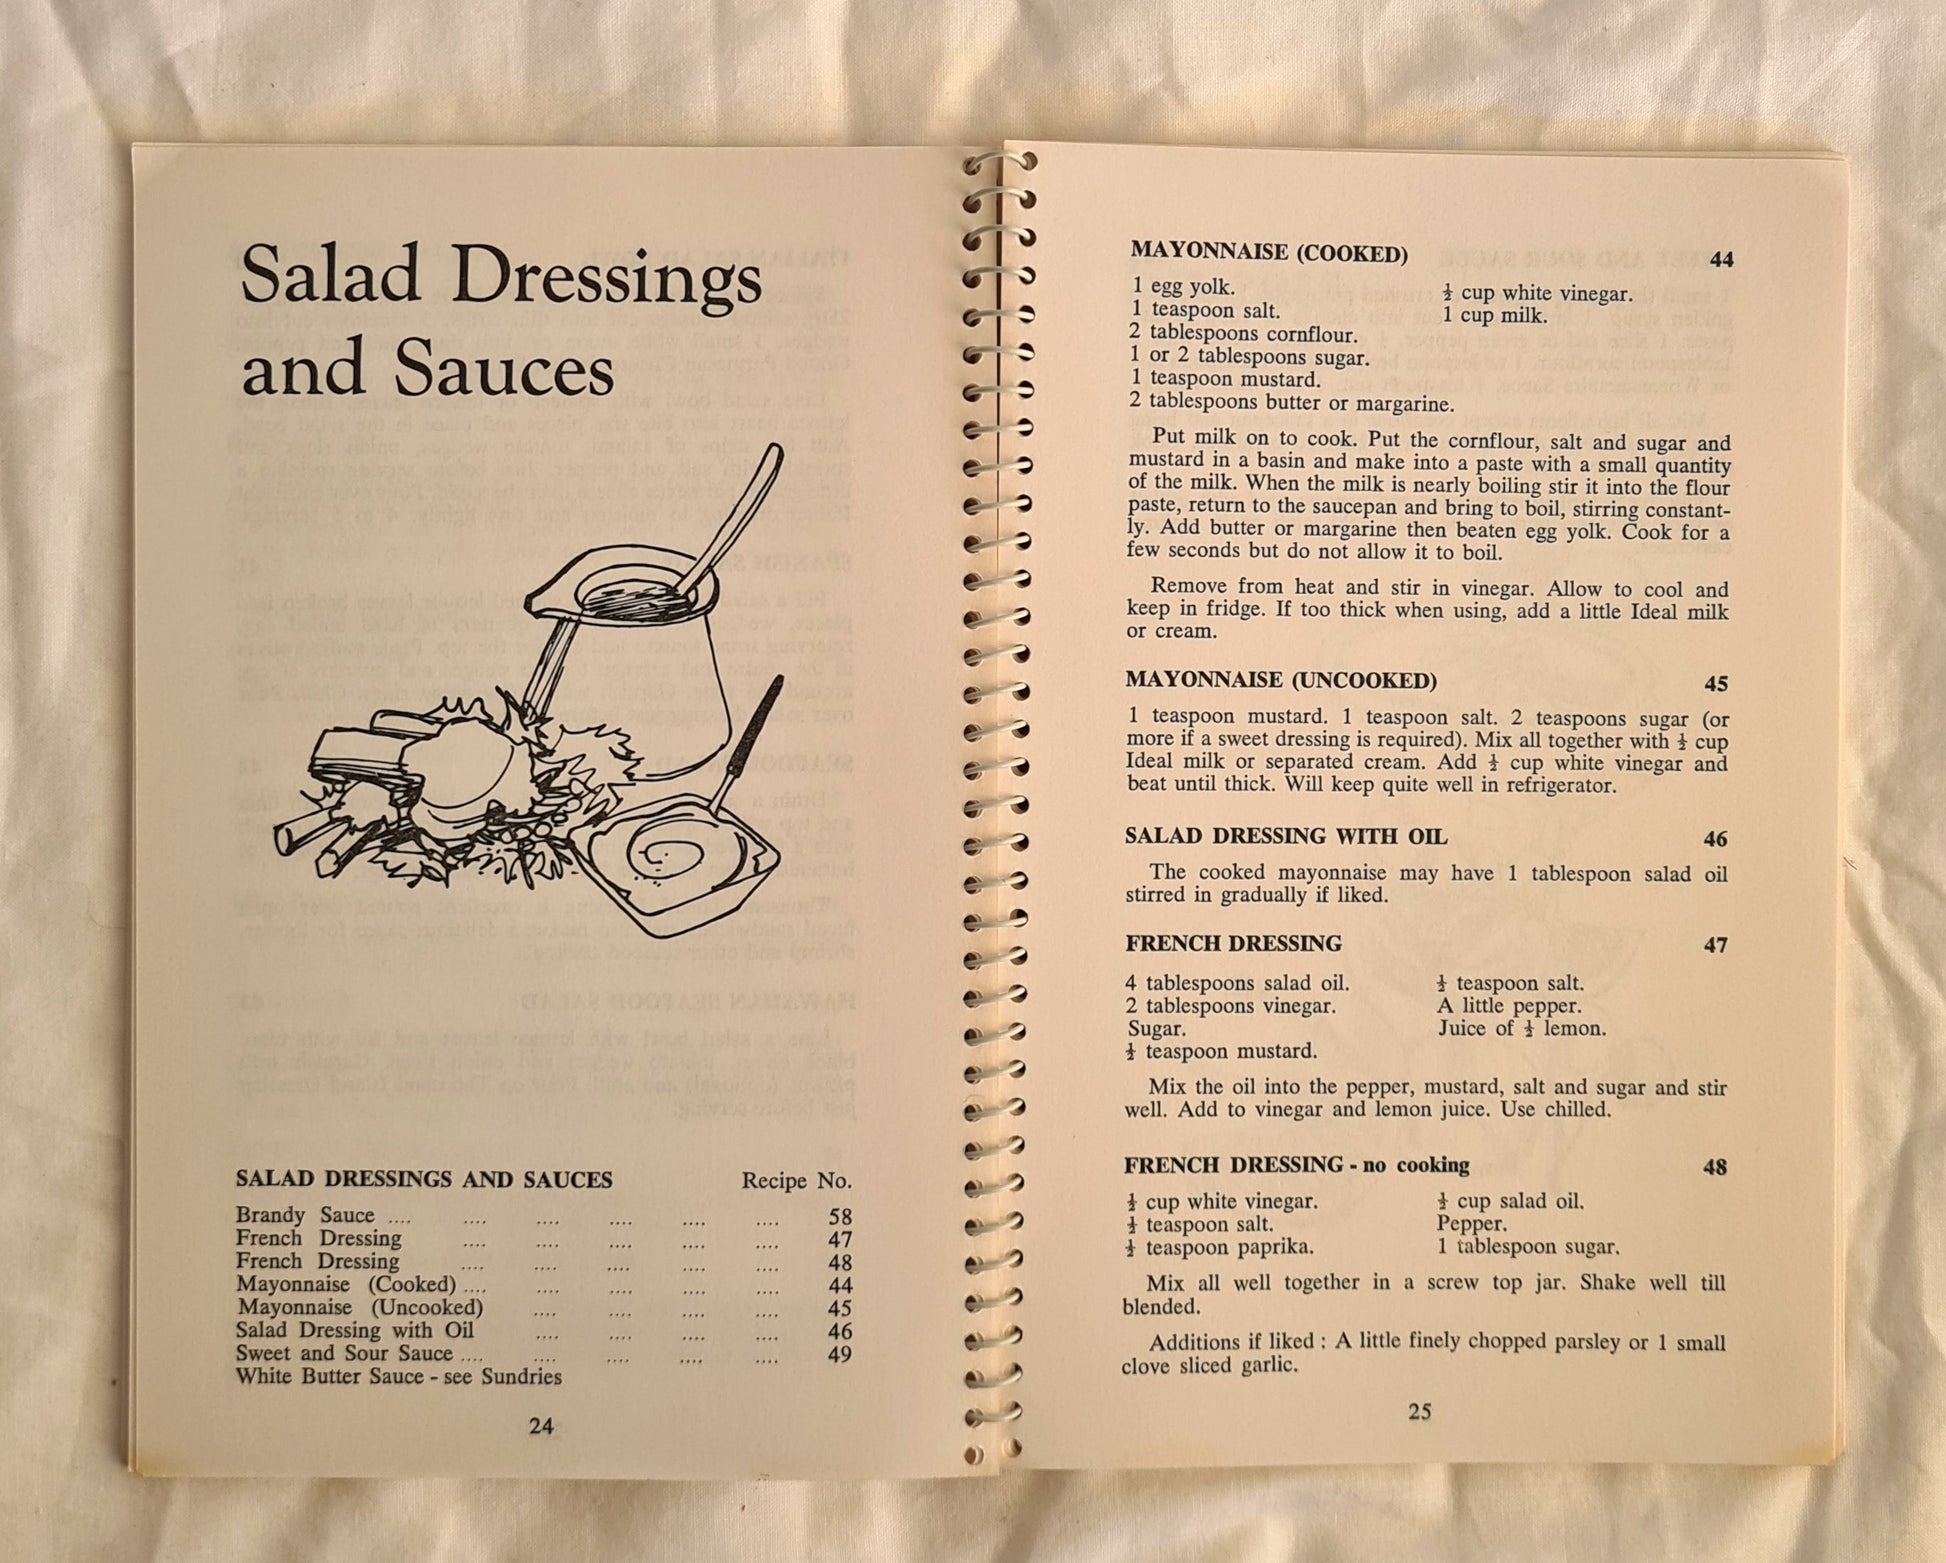 Salad Dressings
and Sauces
SALAD DRESSINGS AND SAUCES Recipe No.
Brandy Sauce .... .... .... .... .... .... 58
French Dressing .... .... .... .... .... 47
French Dressing .... .... .... .... .... 48
Mayonnaise (Cooked) .... .... .... .... .... .... 44
Mayonnaise (Uncooked) .... .... .... .... 45
Salad Dressing with Oil .... .... .... .... 46
Sweet and Sour Sauce .... .... .... .... .... 49
White Butter Sauce - see Sundries
24
MAYONNAISE (COOKED) 44
1 egg yolk. ½ cup white vinegar.
1 teaspoon salt. 1 cup milk.
2 tablespoons cornflour.
1 or 2 tablespoons sugar.
1 teaspoon mustard.
2 tablespoons butter or margarine.
Put milk on to cook. Put the cornflour, salt and sugar and
mustard in a basin and make into a paste with a small quantity
of the milk. When the milk is nearly boiling stir it into the flour
paste, return to the saucepan and bring to boil, stirring constant-
ly. Add butter or margarine then beaten egg yolk. Cook for a
few seconds but do not allow it to boil.
Remove from heat and stir in vinegar. Allow to cool and
keep in fridge. If too thick when using, add a little Ideal milk
or cream.
MAYONNAISE (UNCOOKED) 45
1 teaspoon mustard. 1 teaspoon salt. 2 teaspoons sugar (or
more if a sweet dressing is required). Mix all together with ½ cup
Ideal milk or separated cream. Add ½ cup white vinegar and
beat until thick. Will keep quite well in refrigerator.
SALAD DRESSING WITH OIL 46
The cooked mayonnaise may have 1 tablespoon salad oil
stirred in gradually if liked.
FRENCH DRESSING 47
4 tablespoons salad oil. ½ teaspoon salt.
2 tablespoons vinegar. A little pepper.
Sugar. Juice of ½ lemon.
½ teaspoon mustard.
Mix the oil into the pepper, mustard, salt and sugar and stir
well. Add to vinegar and lemon juice. Use chilled.
FRENCH DRESSING - no cooking 48
½ cup white vinegar. ½ cup salad oil.
½ teaspoon salt. Pepper.
½ teaspoon paprika. 1 tablespoon sugar.
Mix all well together in a screw top jar. Shake well till
blended.
Additions if liked : A little finely chopped parsley or 1 small
clove sliced garlic.
25